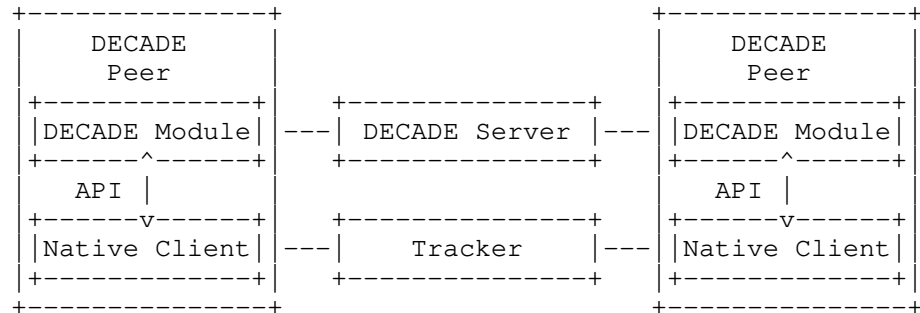 DECADE DECADE
Peer Peer
DECADE Module DECADE Server DECADE Module
API API
Native Client Tracker Native Client